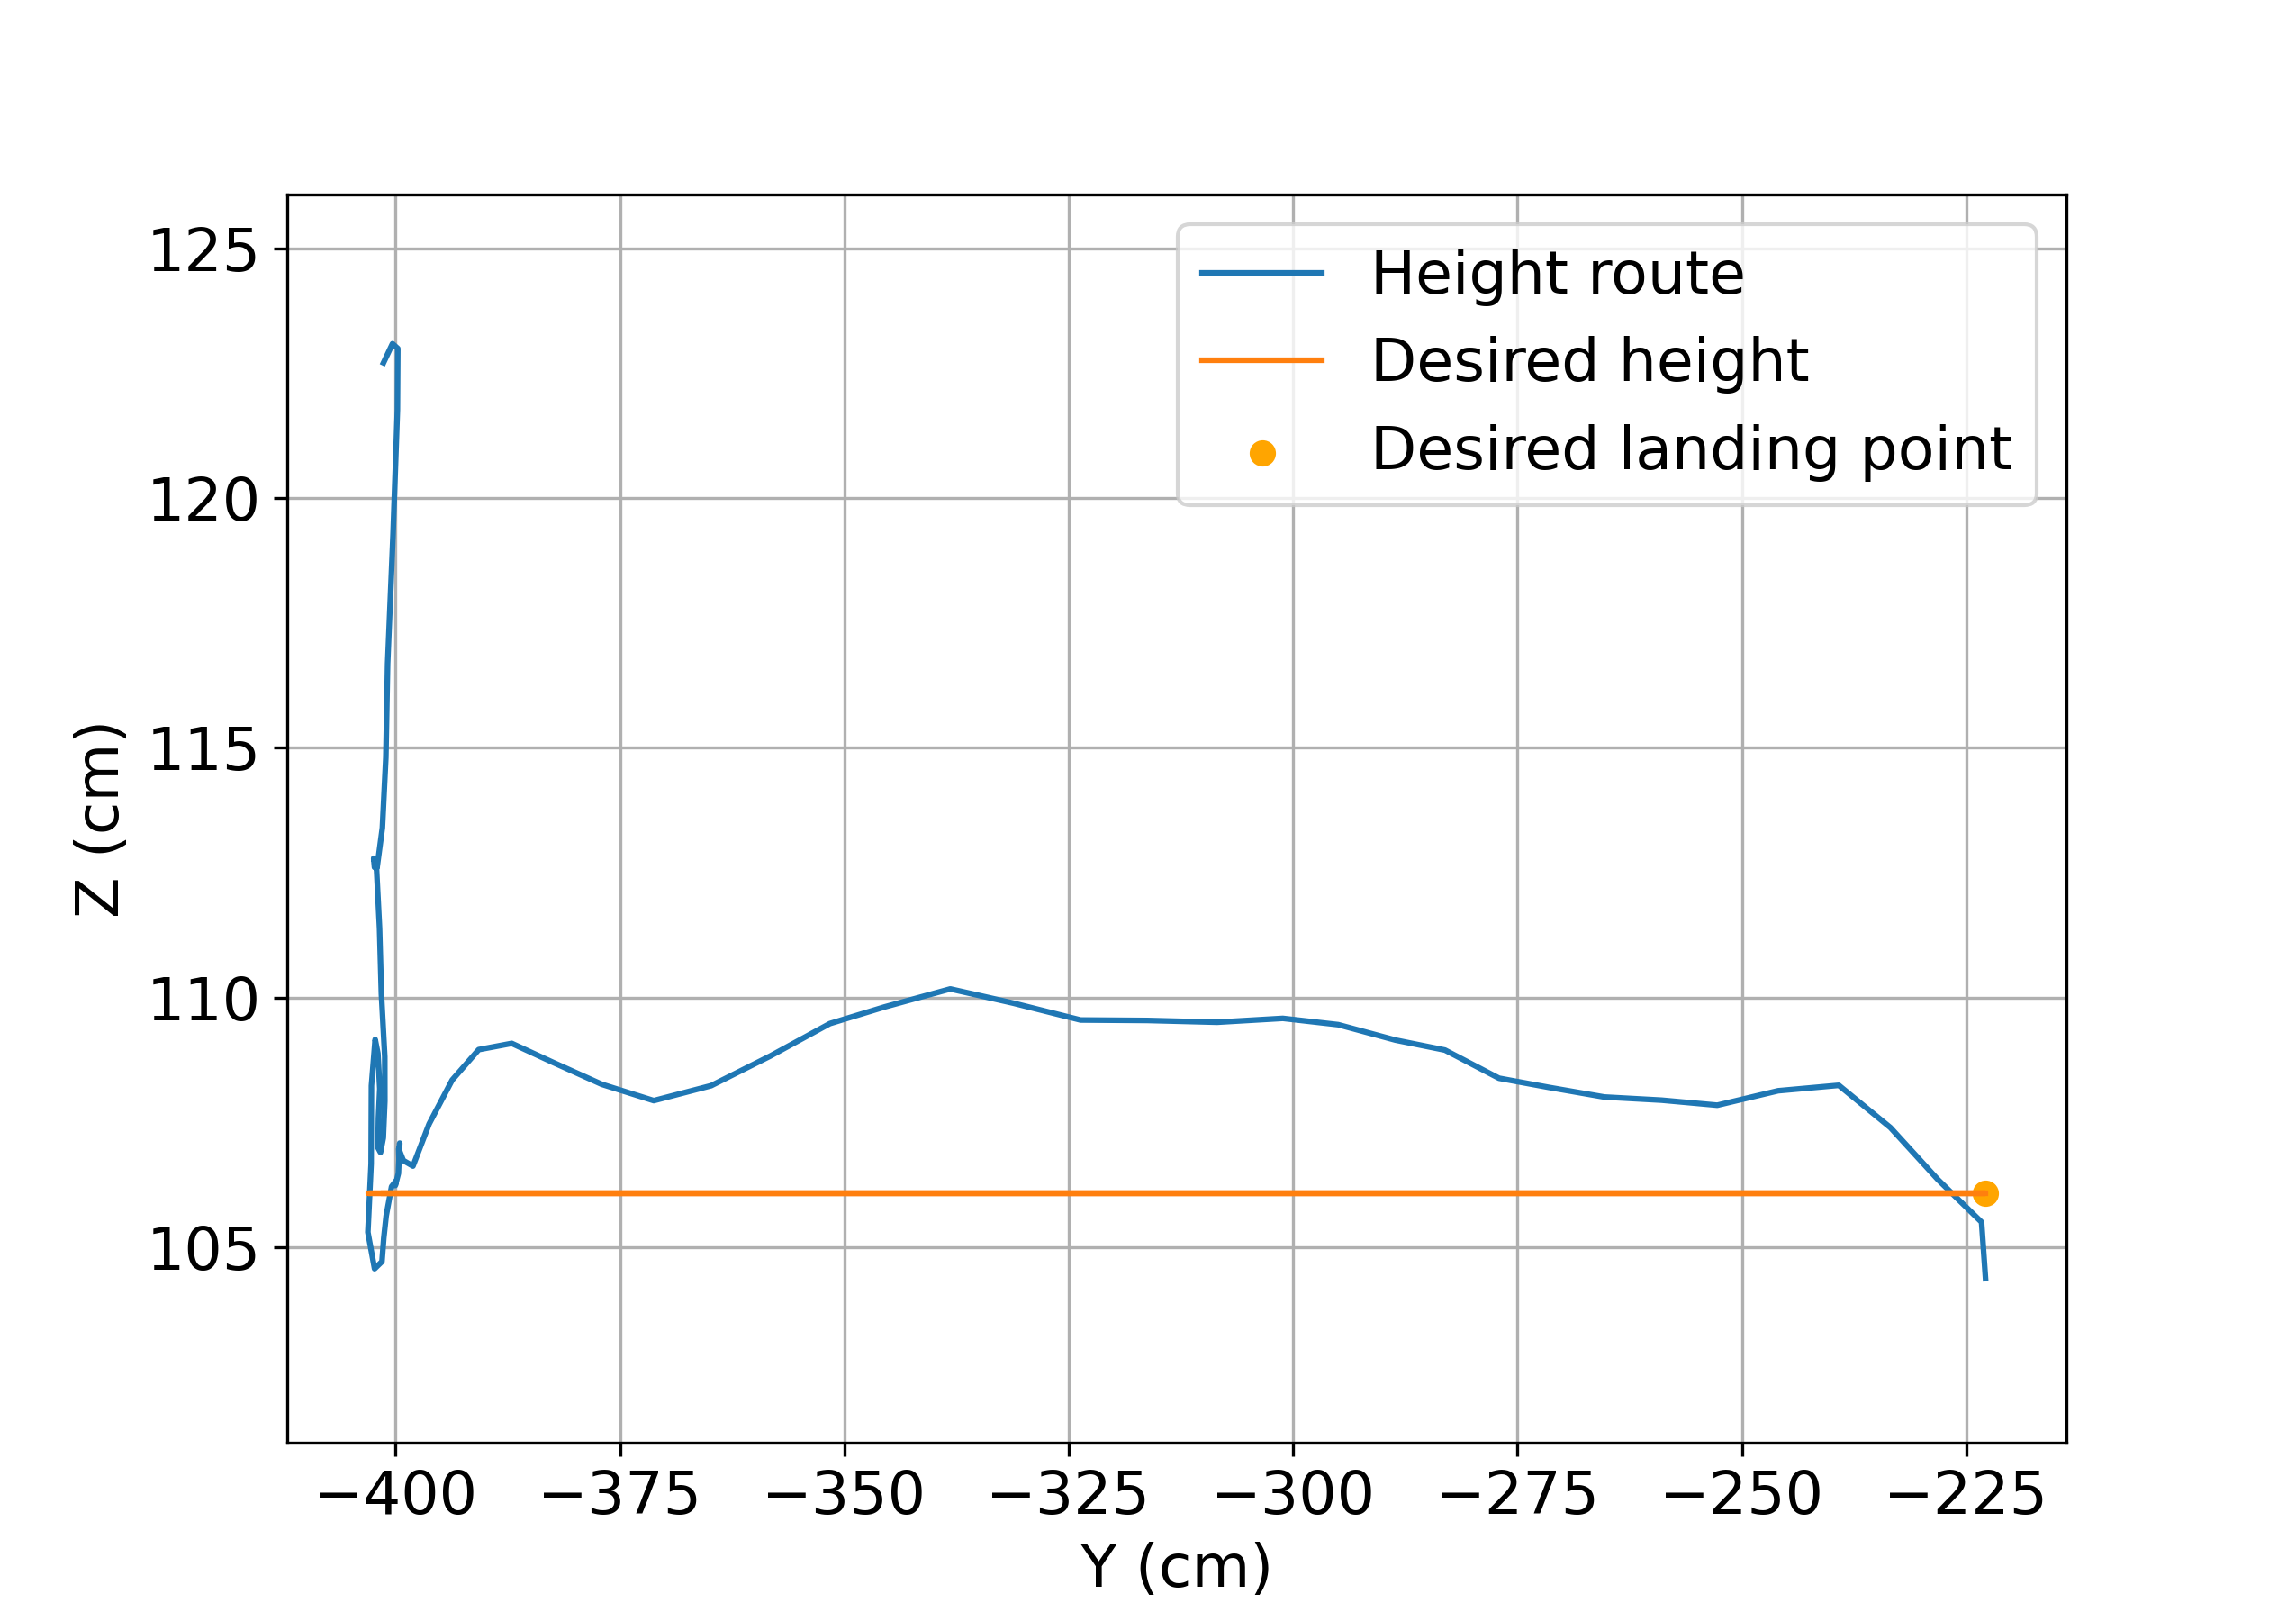 125
120
115
110
105
Z (cm)
Height route
Desired height
Desired landing point
−400 −375 −350 −325 −300 −275 −250 −225
Y (cm)